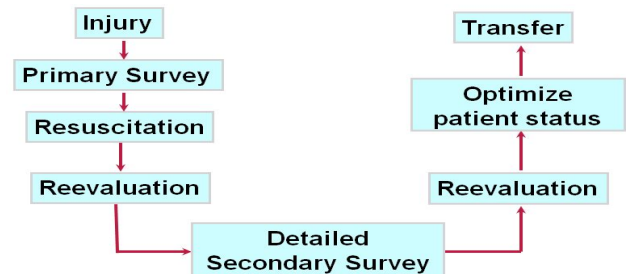 Injury
Primary Survey
Resuscitation
Reevaluation
Detailed
Secondary Survey
Reevaluation
Optimize
patient status
Transfer